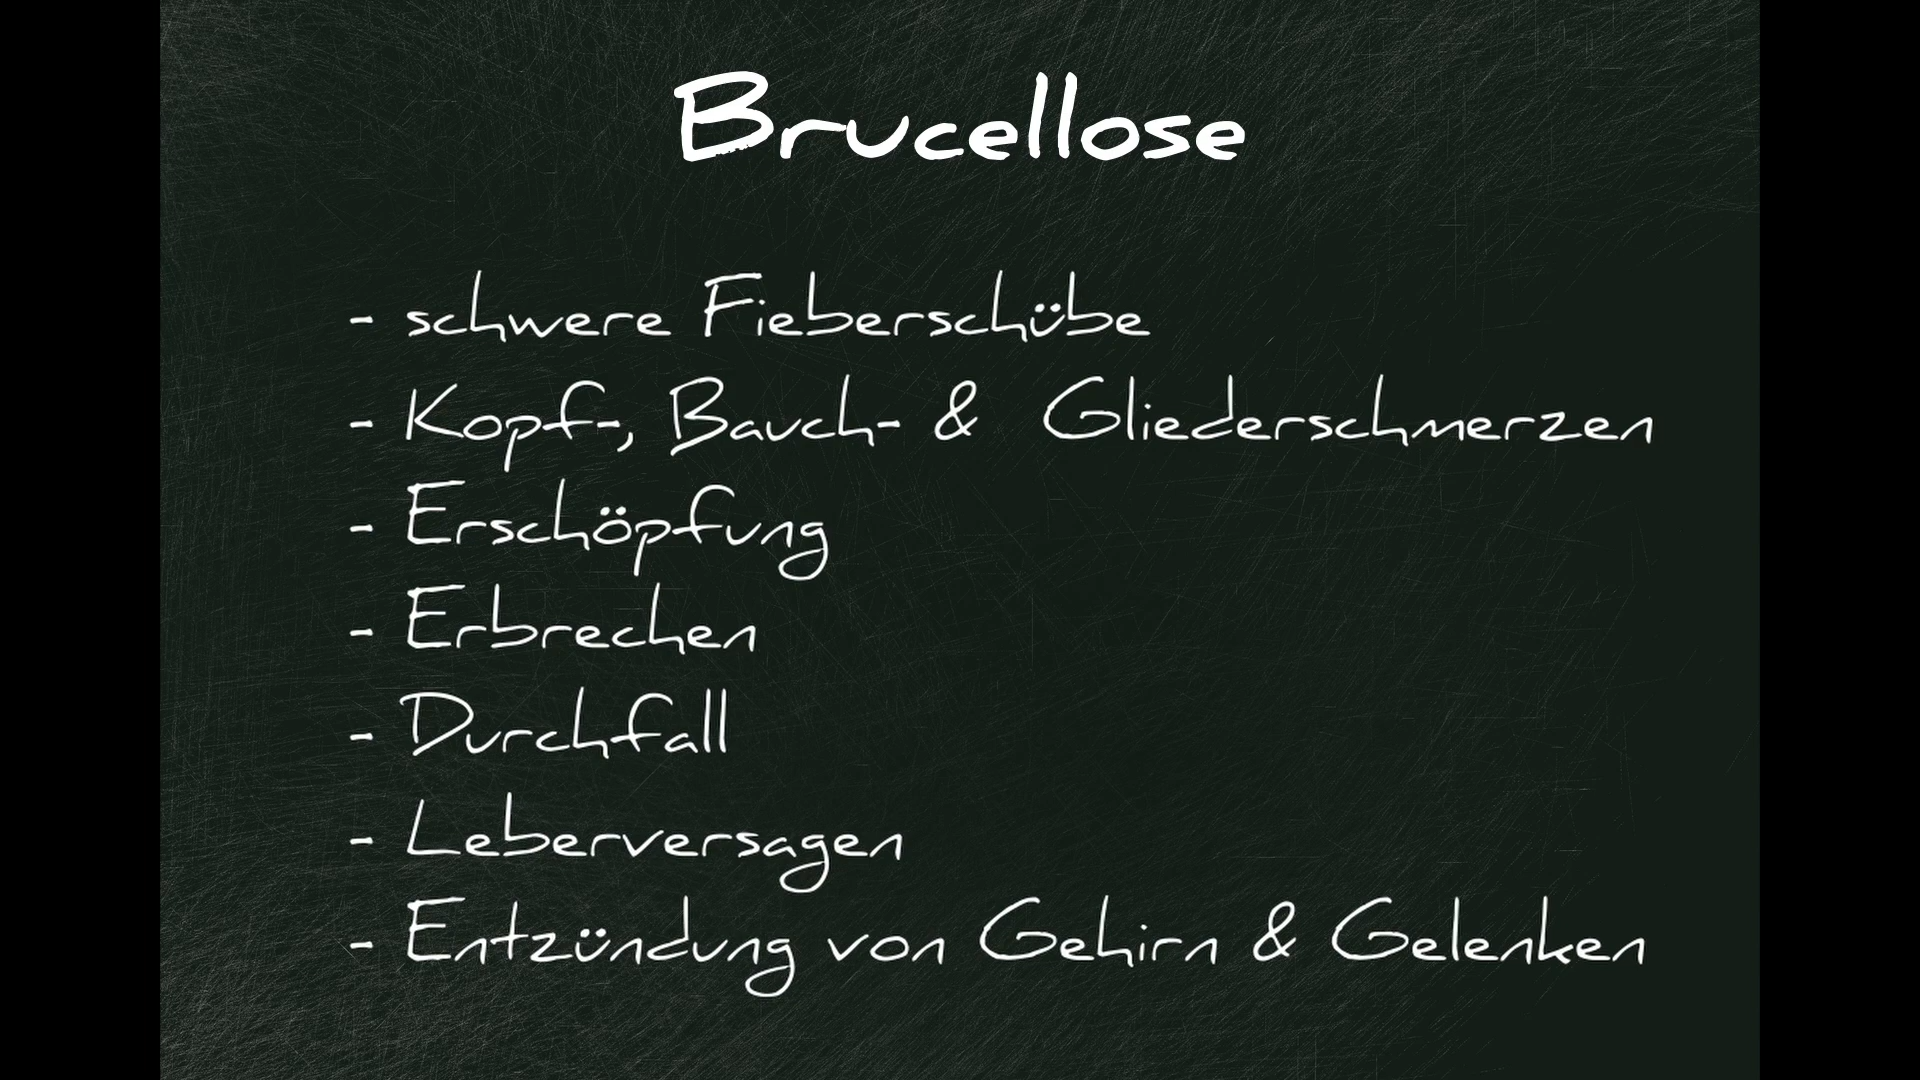 Brucellose
- schwere Fieberschübe
- Kopf-, Bauch- & Gliederschmerzen
- Erschöpfung
- Erbrechen
- Durchfall
- Leberversagen
- Entzündung von Gehirn & Gelenken